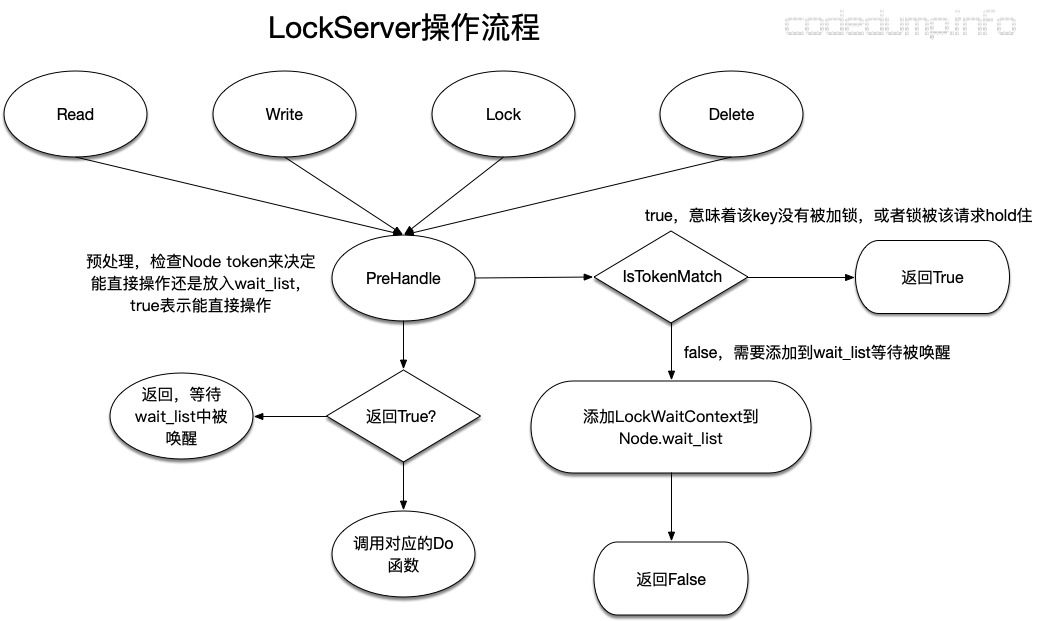 LockServer操作流程
codedump.info
Read
Write
Lock
Delete
true，意味着该key没有被加锁，或者锁被该请求hold住
预处理，检查Node token来决定
能直接操作还是放入wait_list，
true表示能直接操作
PreHandle
IsTokenMatch
返回True
false，需要添加到wait_list等待被唤醒
返回，等待
wait_list中被
唤醒
返回True?
添加LockWaitContext到
Node.wait_list
调用对应的Do
函数
返回False